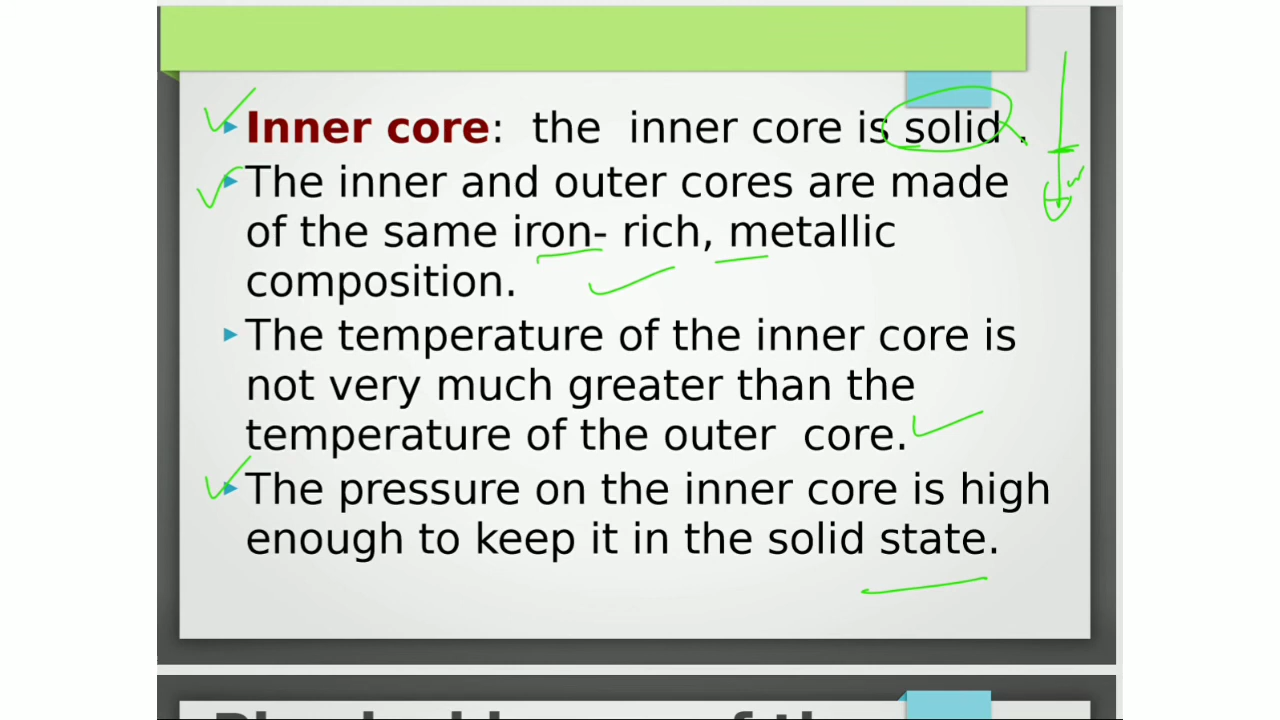 Inner core:  the  inner core is solid .
The inner and outer cores are made
of the same iron- rich, metallic
composition.
The temperature of the inner core is
not very much greater than the
temperature of the outer  core.
The pressure on the inner core is high
enough to keep it in the solid state.